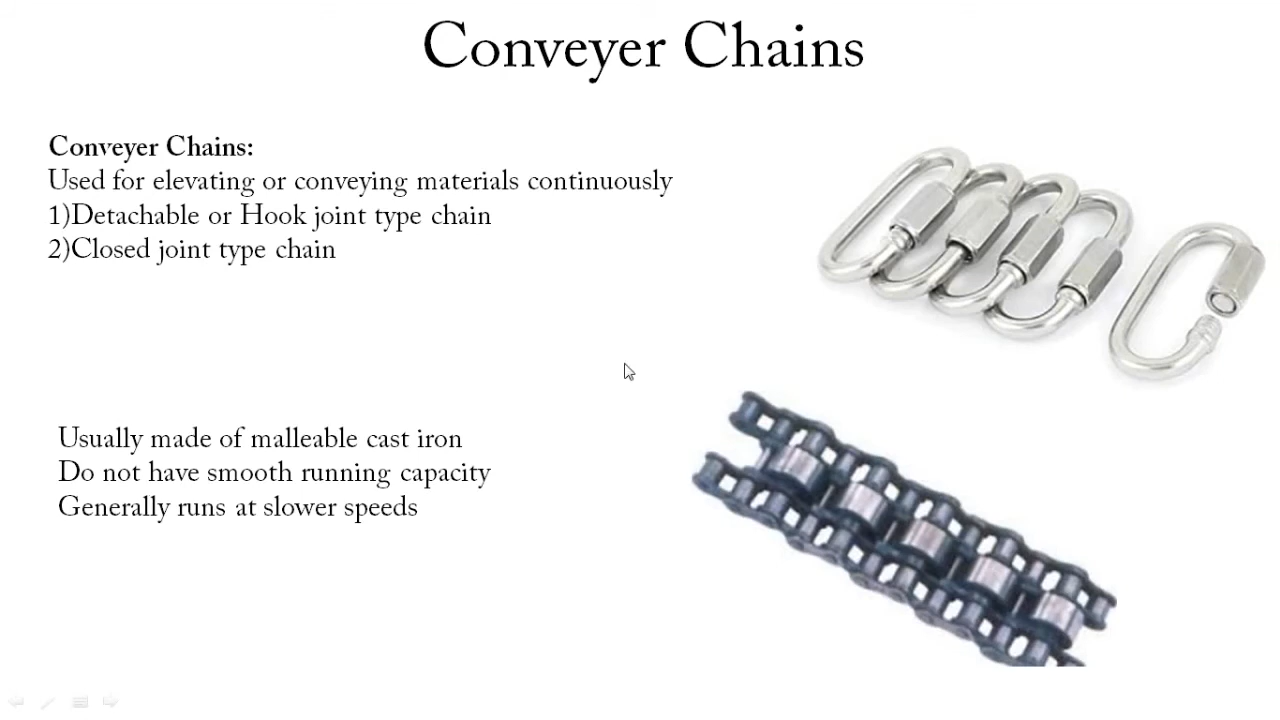 Conveyer Chains
Conveyer Chains:
Used for elevating or conveying materials continuously
1)Detachable or Hook joint type chain
2)Closed joint type chain
Usually made of malleable cast iron
Do not have smooth running capacity
Generally runs at slower speeds